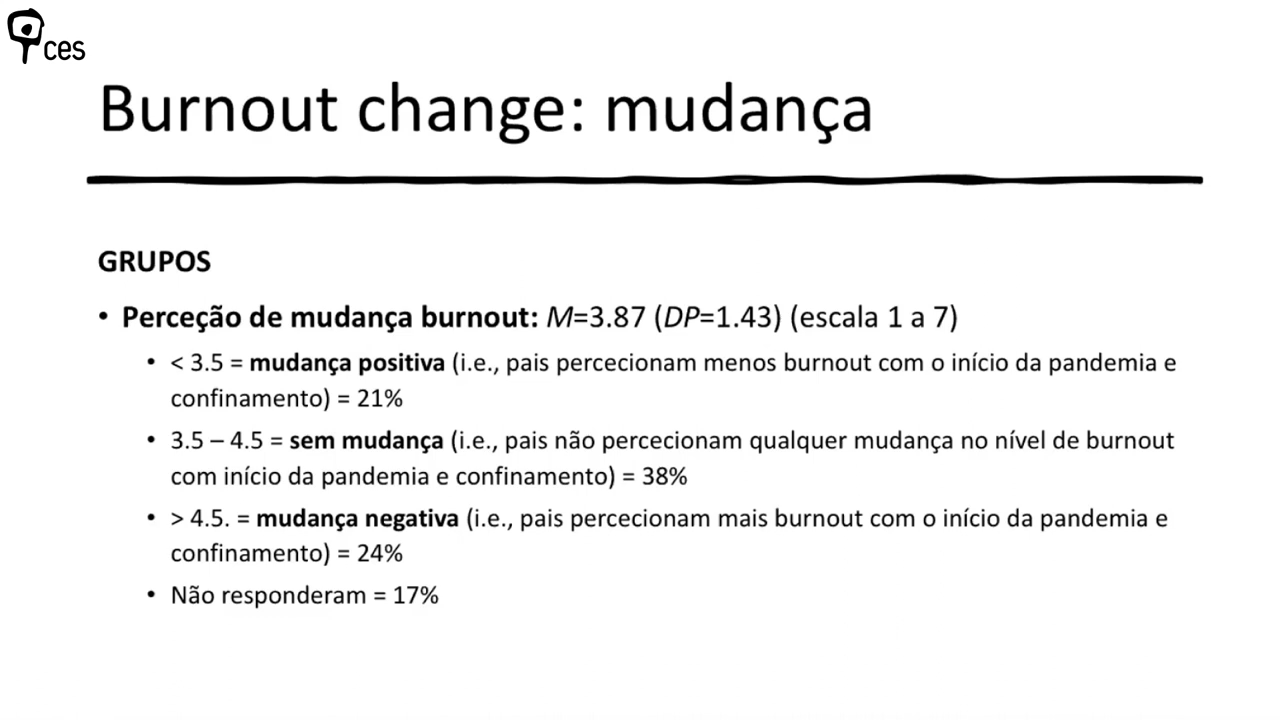 ces
Burnout change: mudança
GRUPOS
• Perceção de mudança burnout: M=3.87 (DP=1.43) (escala 1 a 7)
• < 3.5 = mudança positiva (i.e., pais percecionam menos burnout com o início da pandemia e
confinamento) = 21%
• 3.5 – 4.5 = sem mudança (i.e., pais não percecionam qualquer mudança no nível de burnout
com início da pandemia e confinamento) = 38%
• > 4.5. = mudança negativa (i.e., pais percecionam mais burnout com o início da pandemia e
confinamento) = 24%
• Não responderam = 17%